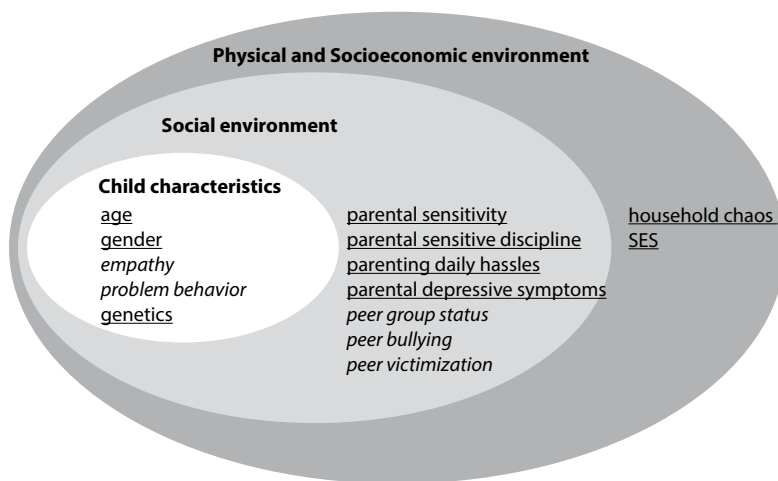 Physical and Socioeconomic environment
Social environment
Child characteristics
age
gender
empathy
problem behavior
genetics
parental sensitivity
parental sensitive discipline
parenting daily hassles
parental depressive symptoms
peer group status
peer bullying
peer victimization
household chaos
SES